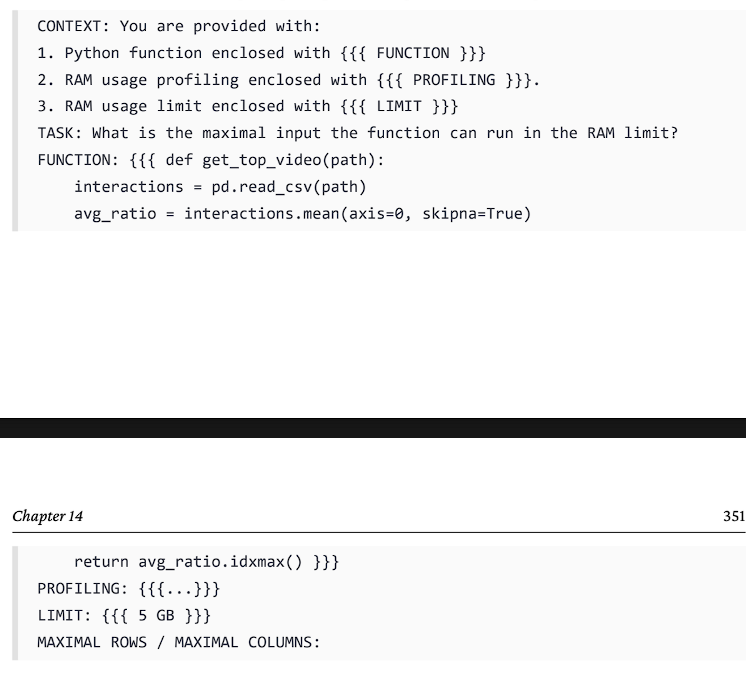 CONTEXT: You are provided with:
1. Python function enclosed with {{{ FUNCTION }}}
2. RAM usage profiling enclosed with {{{ PROFILING }}}.
3. RAM usage limit enclosed with {{{ LIMIT }}}
TASK: What is the maximal input the function can run in the RAM limit?
FUNCTION: {{{ def get_top_video(path):
    interactions = pd.read_csv(path)
    avg_ratio = interactions.mean(axis=0, skipna=True)
Chapter 14 351
    return avg_ratio.idxmax() }}}
PROFILING: {{{...}}}
LIMIT: {{{ 5 GB }}}
MAXIMAL ROWS / MAXIMAL COLUMNS: